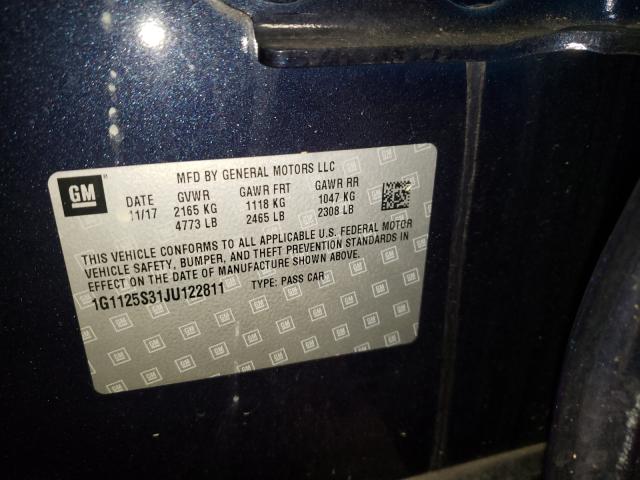 GM
MFD BY GENERAL MOTORS LLC
DATE GVWR GAWR FRT GAWR RR
11/17 2165 KG 1118 KG 1047 KG
4773 LB 2465 LB 2308 LB
THIS VEHICLE CONFORMS TO ALL APPLICABLE U.S. FEDERAL MOTOR
VEHICLE SAFETY, BUMPER, AND THEFT PREVENTION STANDARDS IN
EFFECT ON THE DATE OF MANUFACTURE SHOWN ABOVE.
1G1125S31JU122811 TYPE: PASS CAR